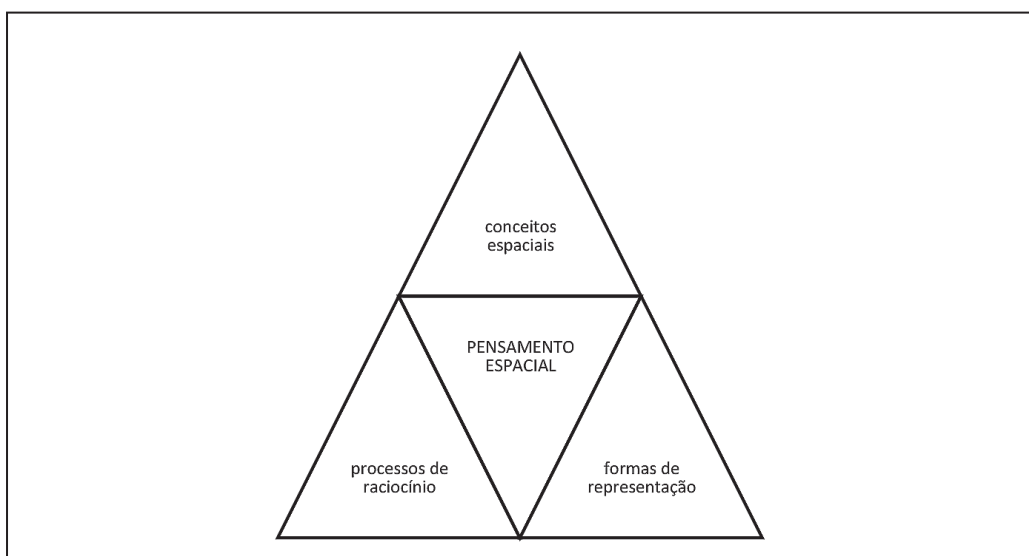 conceitos
espaciais
PENSAMENTO
ESPACIAL
processos de
raciocínio
formas de
representação